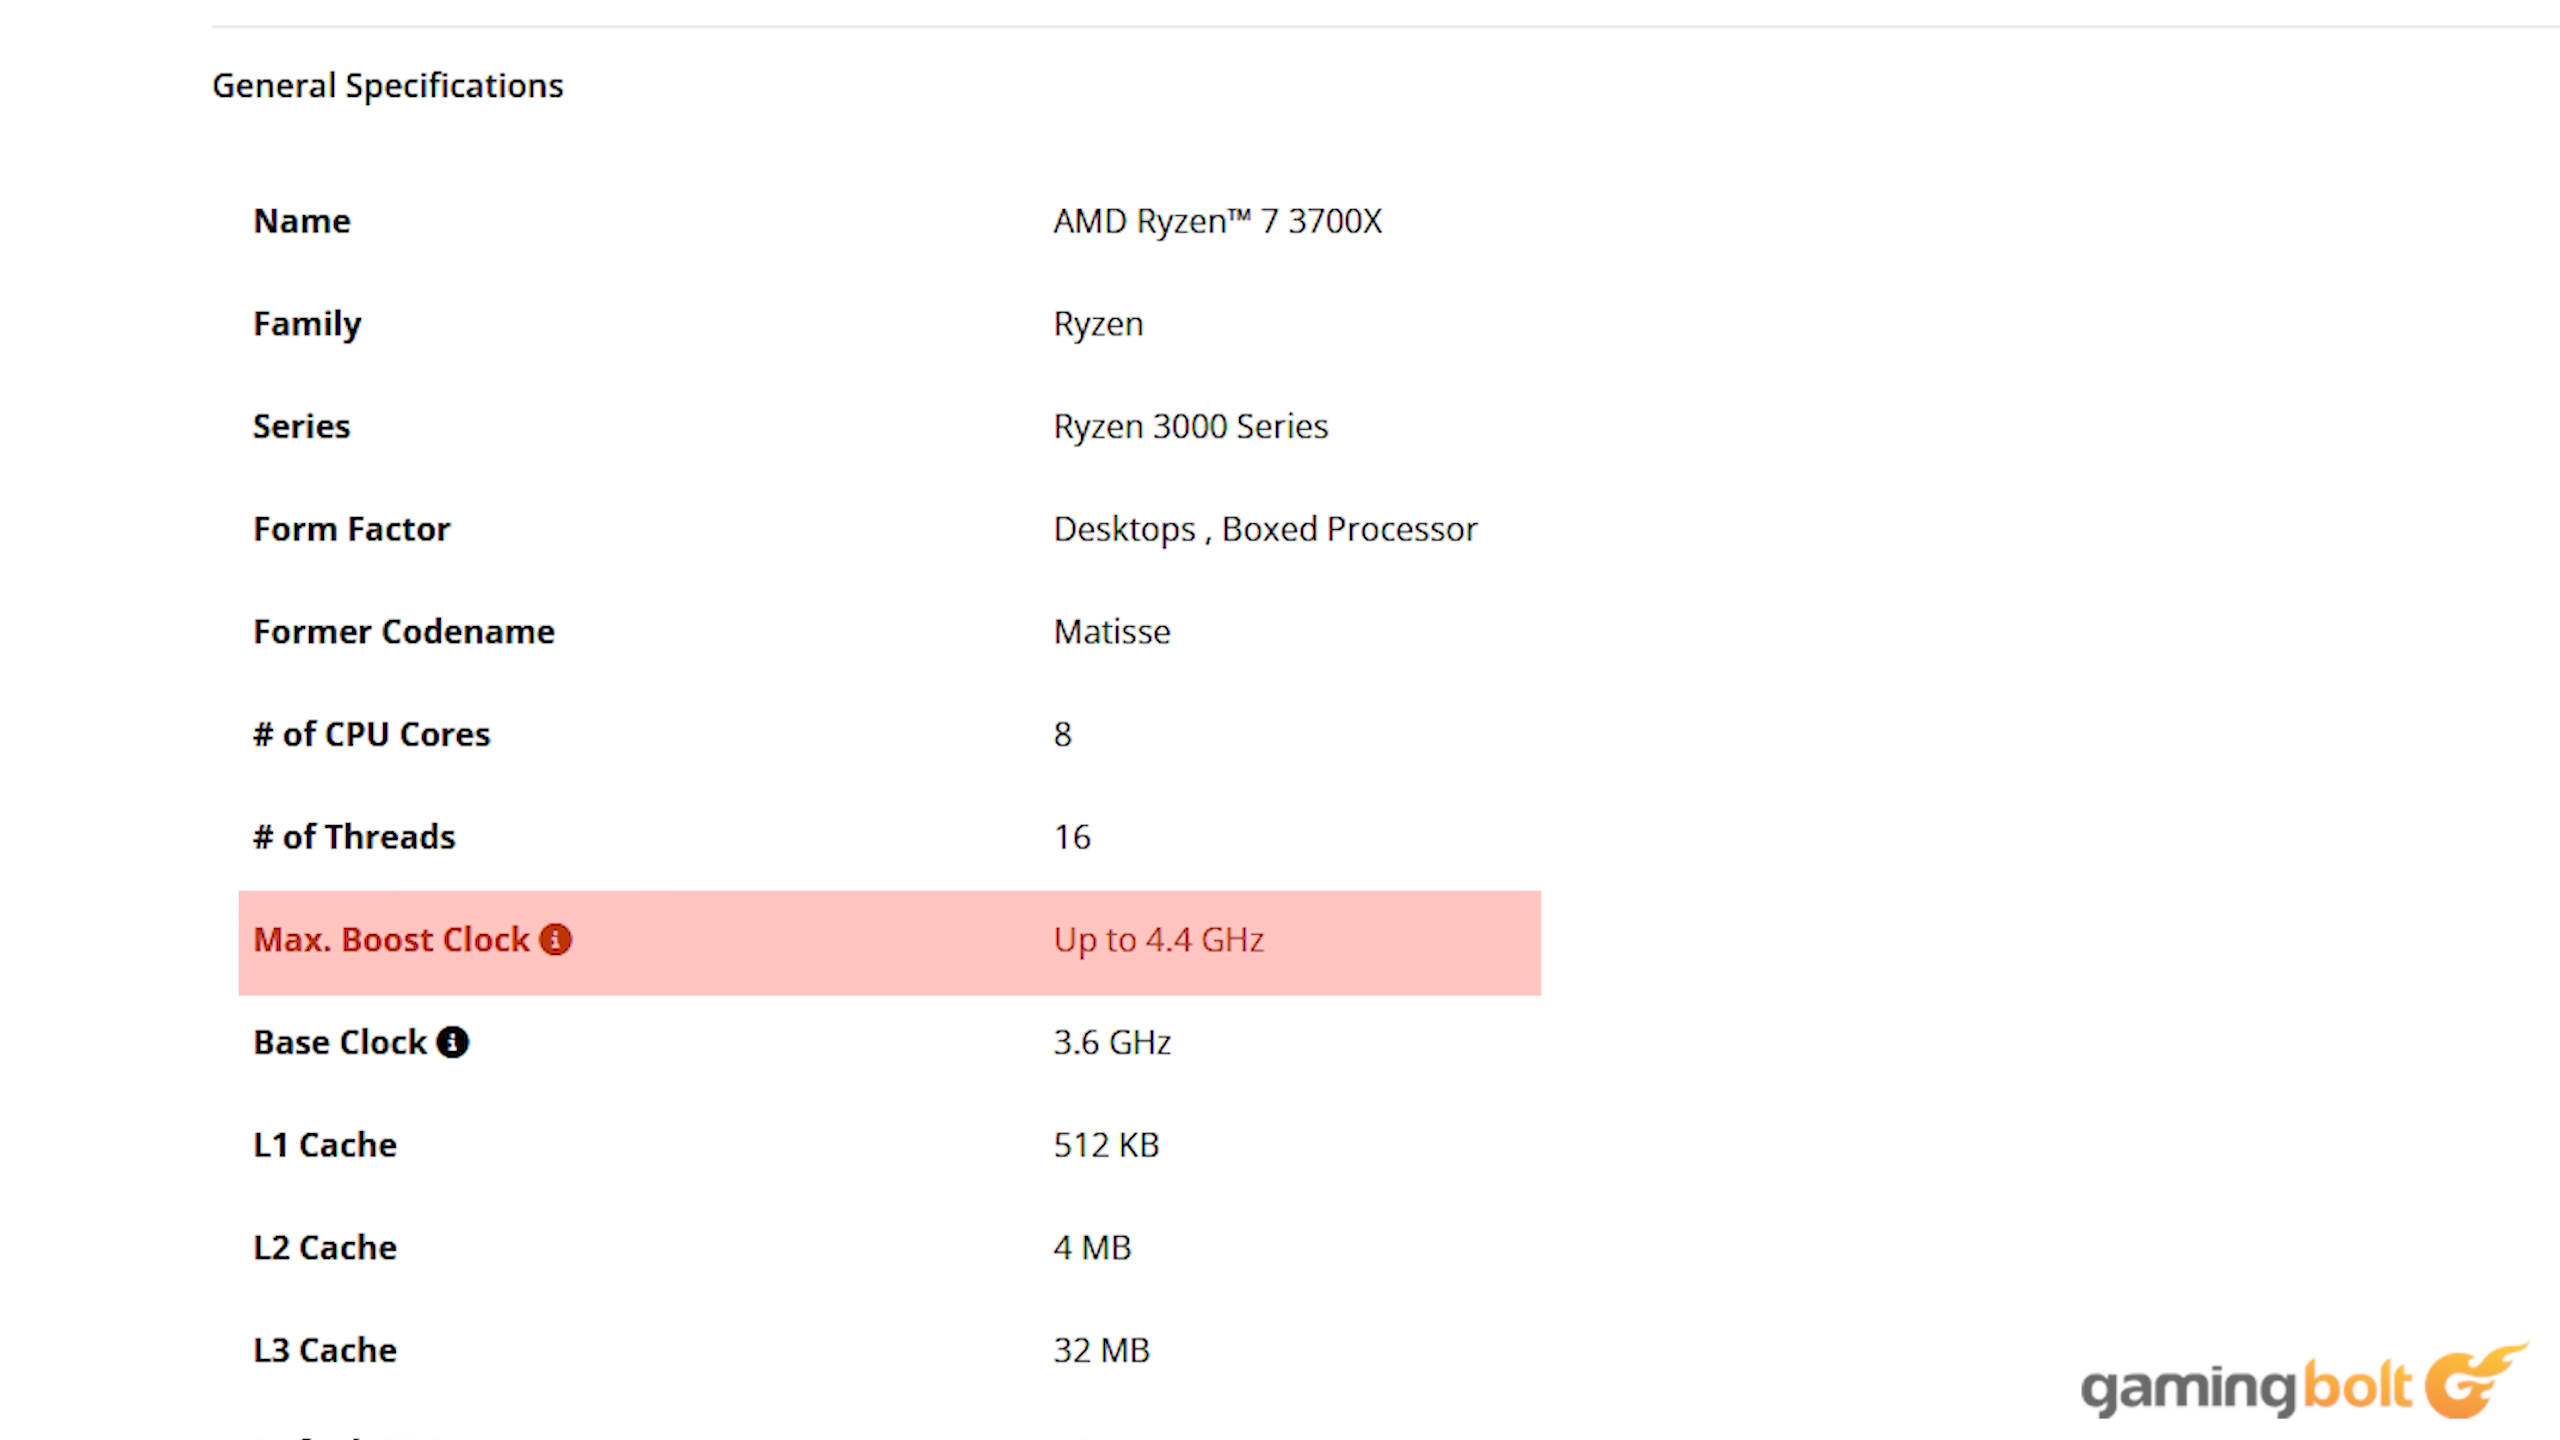 General Specifications
Name AMD Ryzen™ 7 3700X
Family Ryzen
Series Ryzen 3000 Series
Form Factor Desktops , Boxed Processor
Former Codename Matisse
# of CPU Cores 8
# of Threads 16
Max. Boost Clock Up to 4.4 GHz
Base Clock 3.6 GHz
L1 Cache 512 KB
L2 Cache 4 MB
L3 Cache 32 MB
gamingbolt